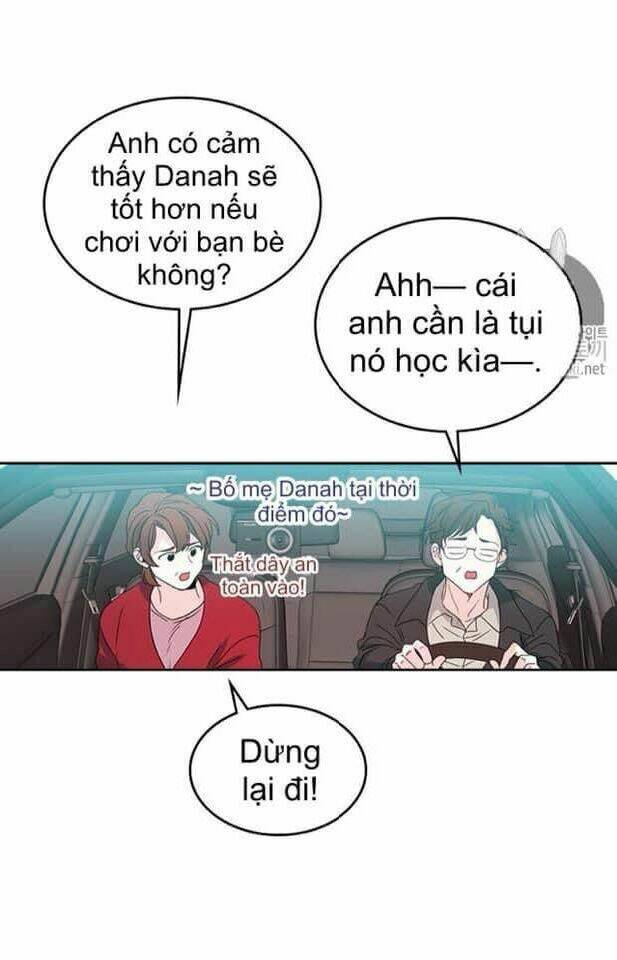 Anh có cảm
thấy Danah sẽ
tốt hơn nếu
chơi với bạn bè
không?
Ahh— cái
anh cần là tụi
nó học kìa—.
~ Bố mẹ Danah tại thời
điểm đó~
Thắt dây an
toàn vào!
Dừng
lại đi!